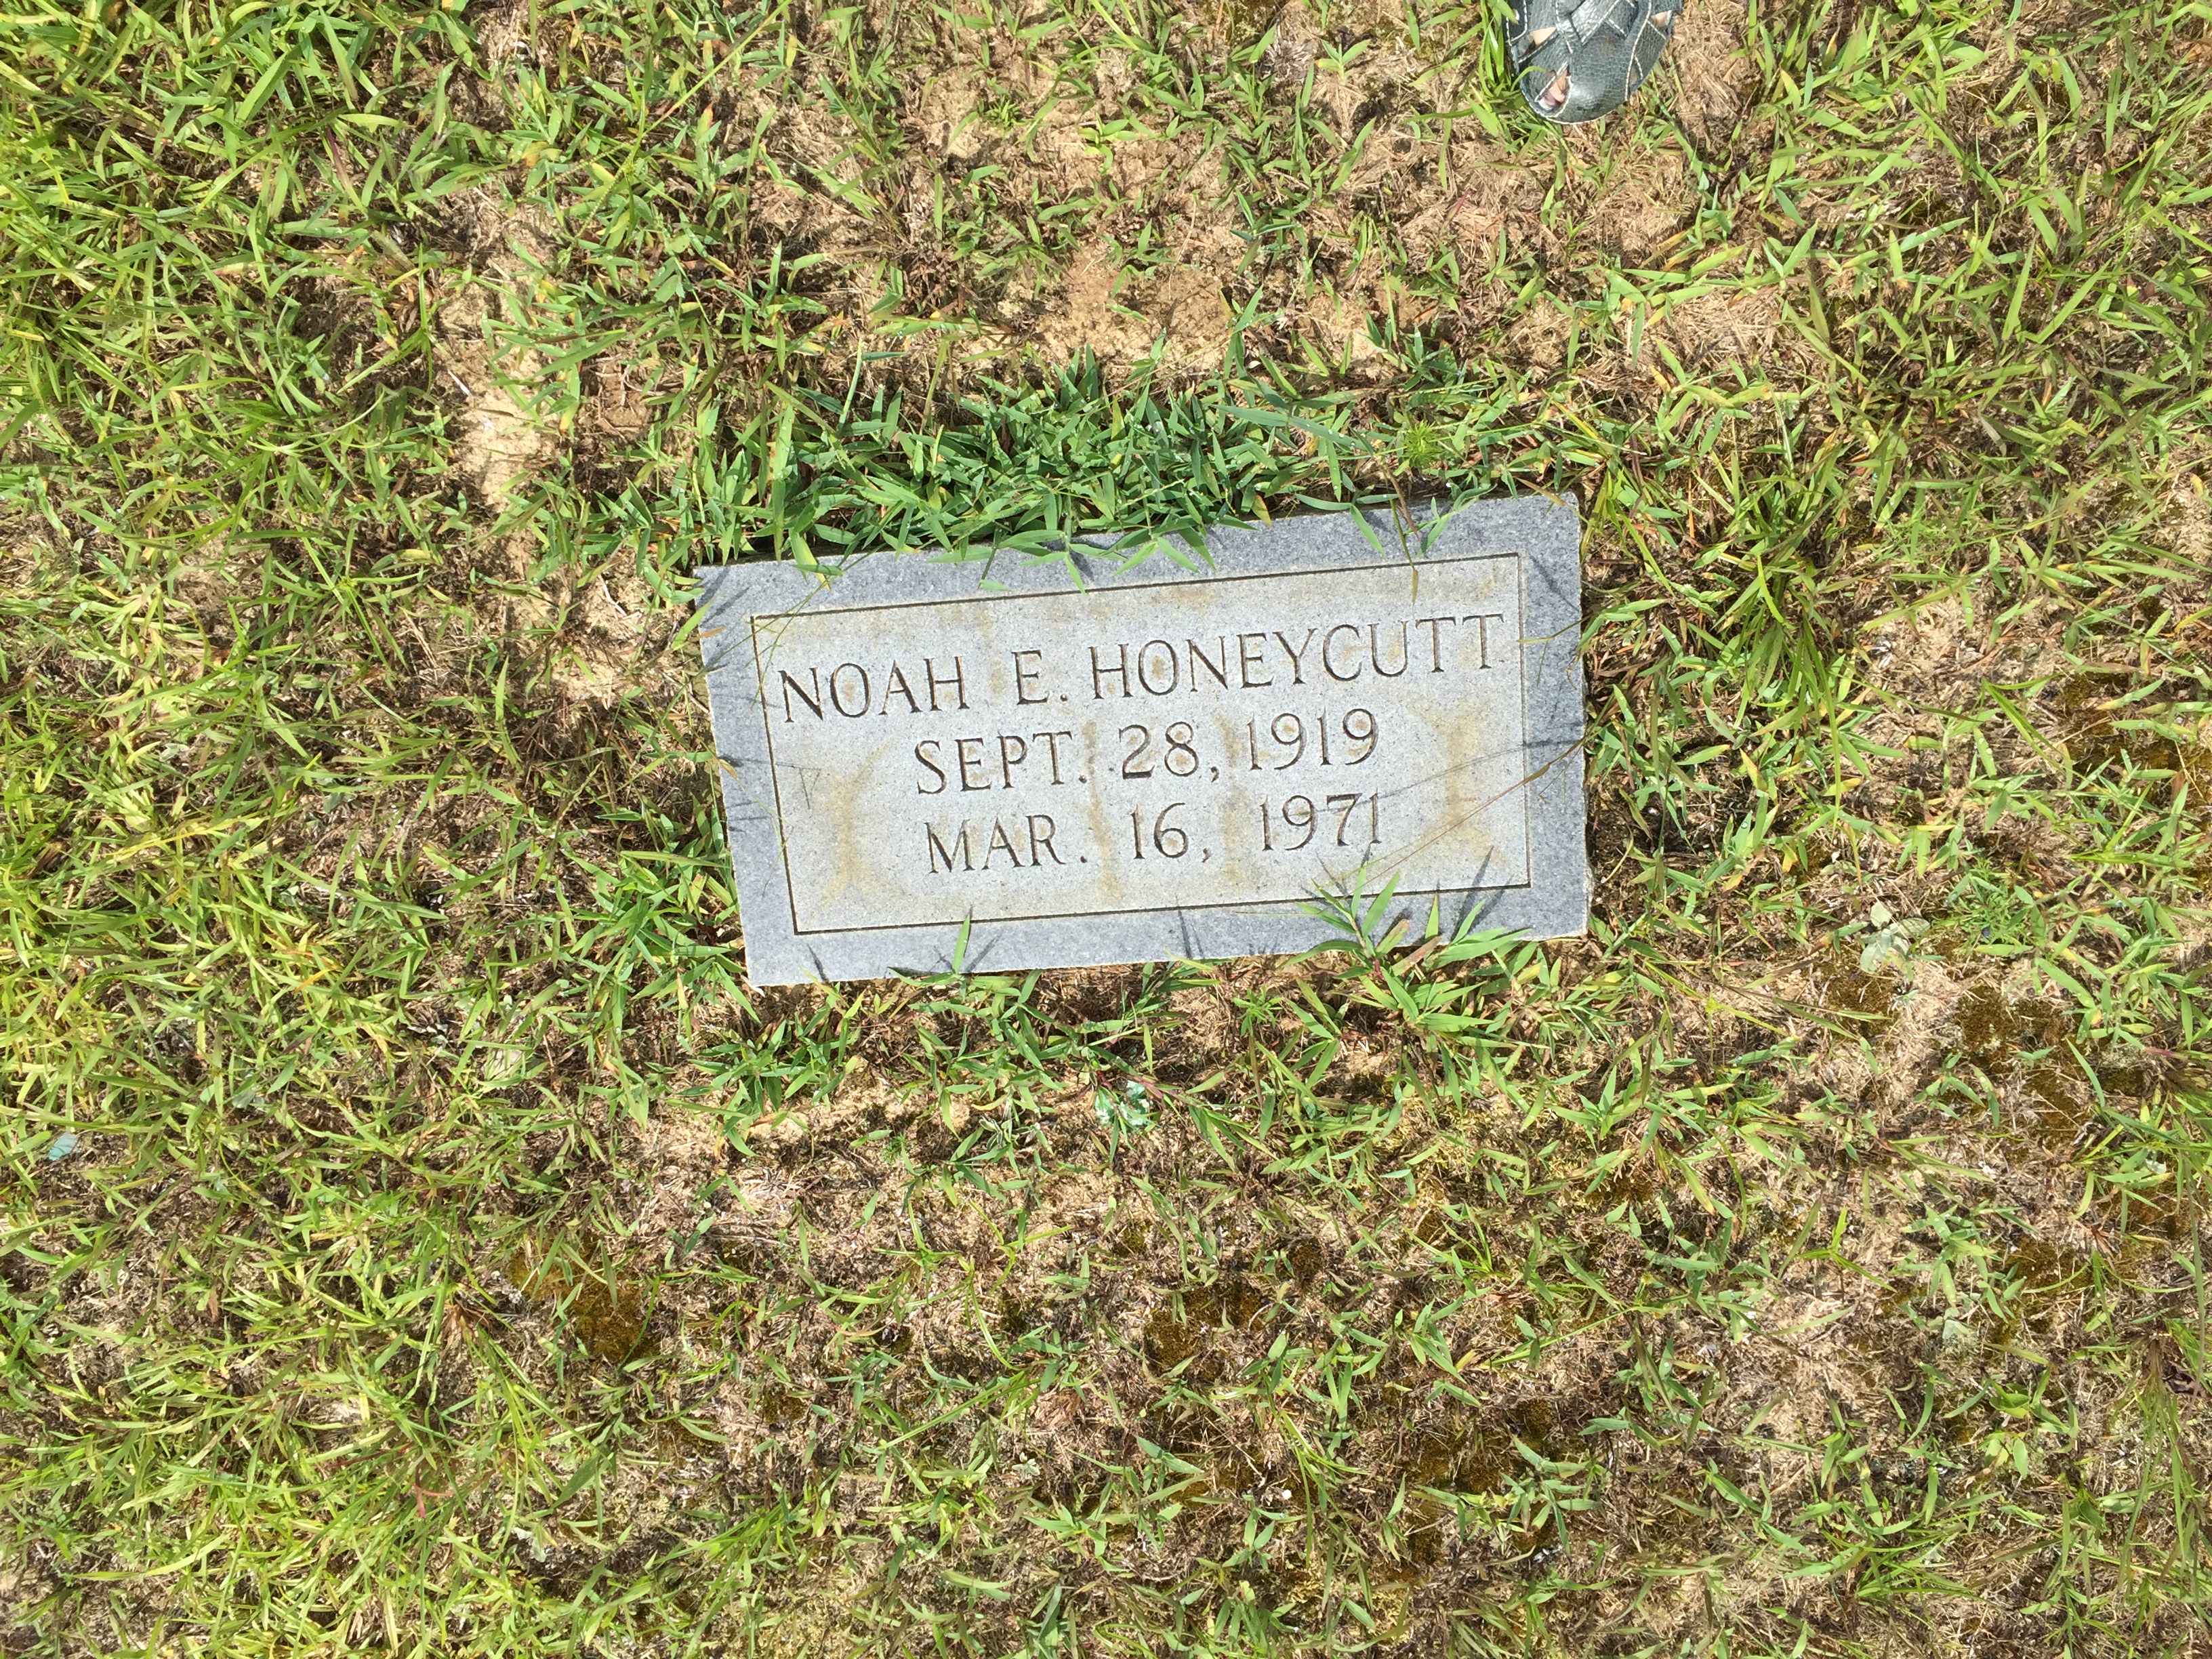 NOAH E. HONEYCUTT
SEPT. 28, 1919
MAR. 16, 1971